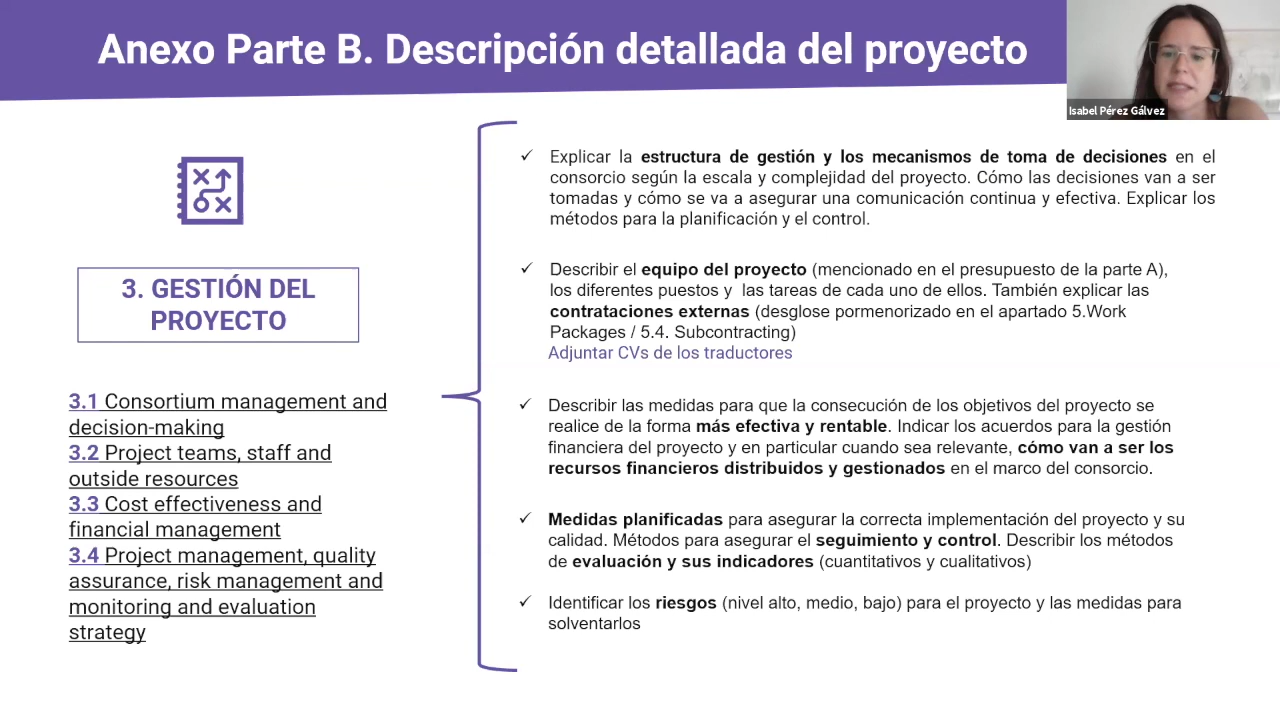 Anexo Parte B. Descripción detallada del proyecto
Isabel Pérez Gálvez
3. GESTIÓN DEL
PROYECTO
3.1 Consortium management and
decision-making
3.2 Project teams, staff and
outside resources
3.3 Cost effectiveness and
financial management
3.4 Project management, quality
assurance, risk management and
monitoring and evaluation
strategy
✓ Explicar la estructura de gestión y los mecanismos de toma de decisiones en el
consorcio según la escala y complejidad del proyecto. Cómo las decisiones van a ser
tomadas y cómo se va a asegurar una comunicación continua y efectiva. Explicar los
métodos para la planificación y el control.
✓ Describir el equipo del proyecto (mencionado en el presupuesto de la parte A),
los diferentes puestos y las tareas de cada uno de ellos. También explicar las
contrataciones externas (desglose pormenorizado en el apartado 5.Work
Packages / 5.4. Subcontracting)
Adjuntar CVs de los traductores
✓ Describir las medidas para que la consecución de los objetivos del proyecto se
realice de la forma más efectiva y rentable. Indicar los acuerdos para la gestión
financiera del proyecto y en particular cuando sea relevante, cómo van a ser los
recursos financieros distribuidos y gestionados en el marco del consorcio.
✓ Medidas planificadas para asegurar la correcta implementación del proyecto y su
calidad. Métodos para asegurar el seguimiento y control. Describir los métodos
de evaluación y sus indicadores (cuantitativos y cualitativos)
✓ Identificar los riesgos (nivel alto, medio, bajo) para el proyecto y las medidas para
solventarlos